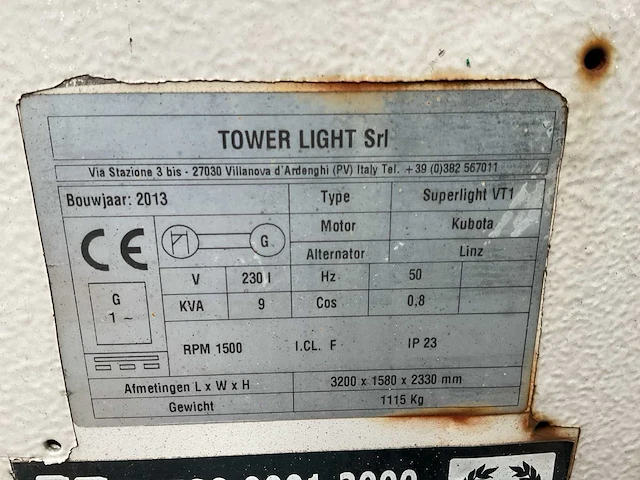 TOWER LIGHT Srl
Via Stazione 3 bis - 27030 Villanova d'Ardenghi (PV) Italy Tel. +39 (0)382 567011
Bouwjaar: 2013 Type Superlight VT1
Motor Kubota
CE G Alternator Linz
V 230 I Hz 50
G KVA 9 Cos 0.8
1 ~
RPM 1500 I.CL. F IP 23
Afmetingen L x W x H 3200 x 1580 x 2330 mm
Gewicht 1115 Kg